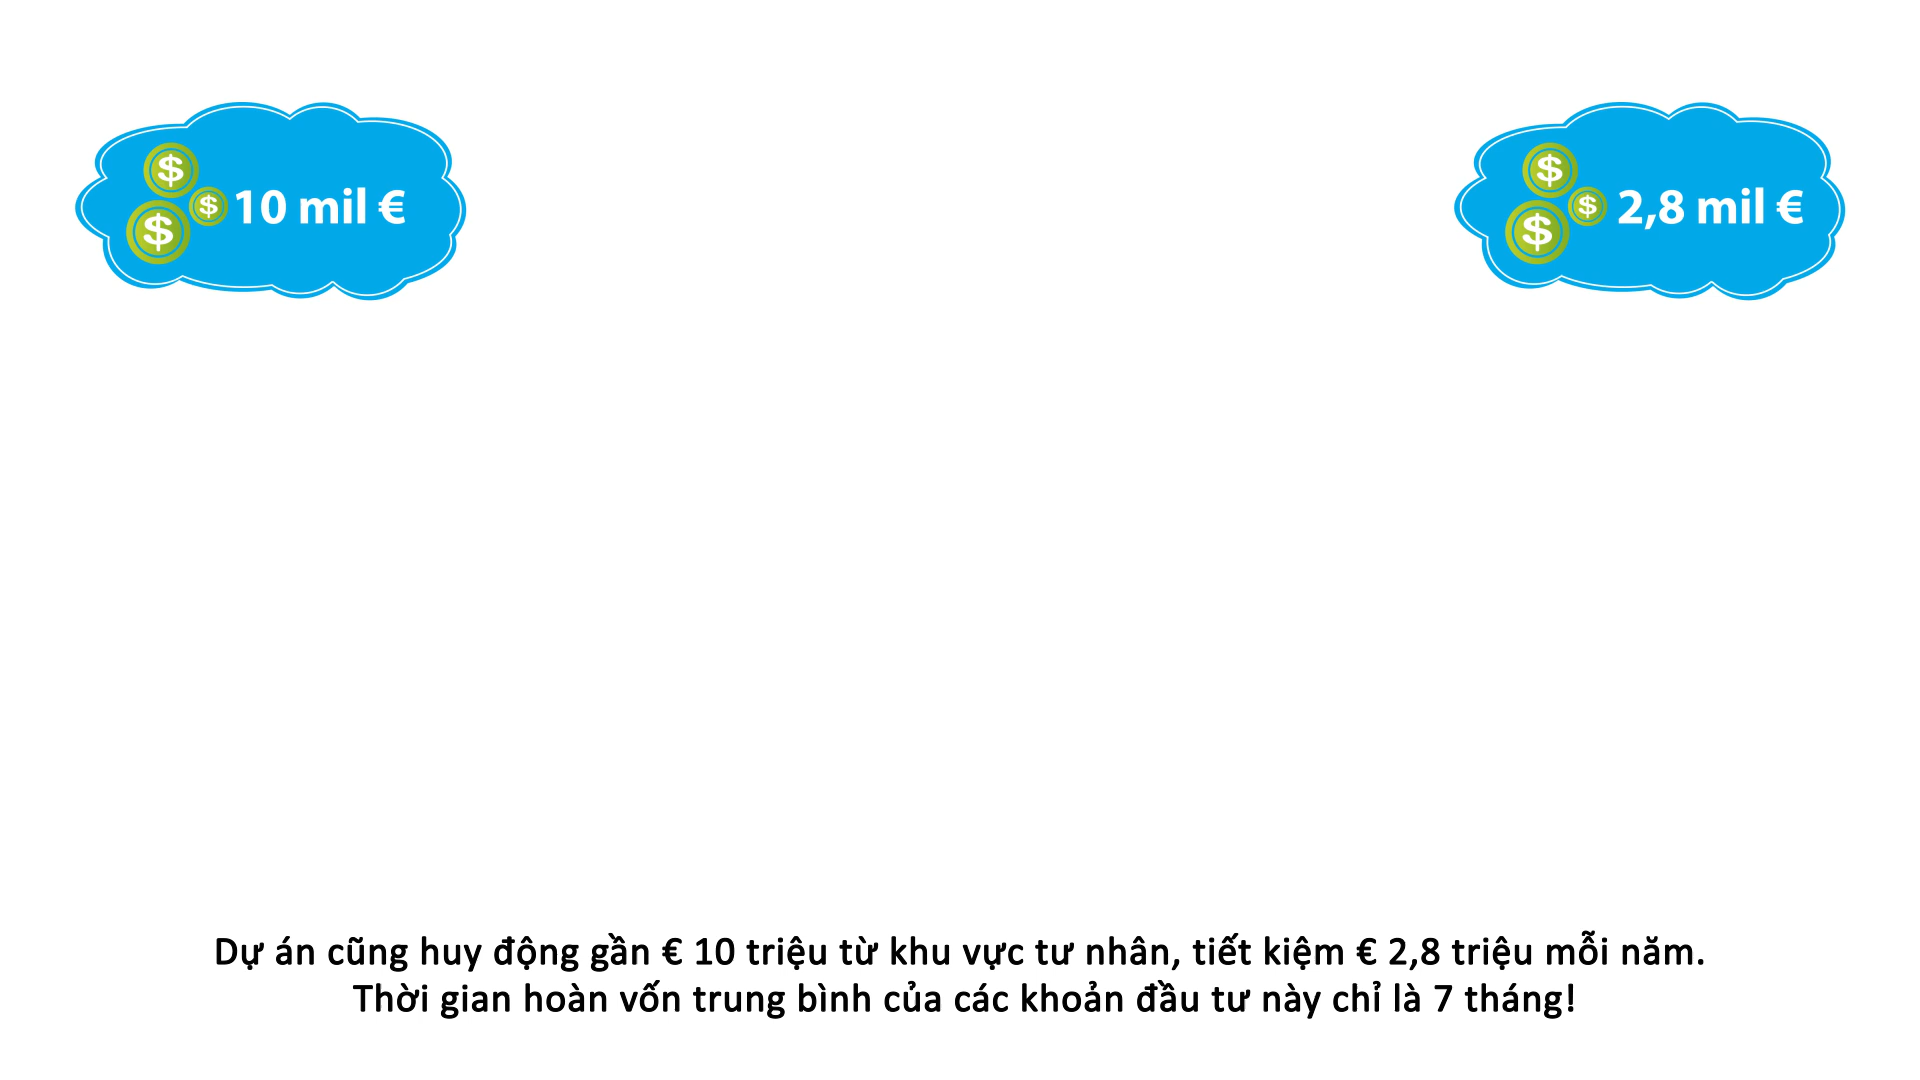 $ $ $ 10 mil €
$ $ $ 2,8 mil €
Dự án cũng huy động gần € 10 triệu từ khu vực tư nhân, tiết kiệm € 2,8 triệu mỗi năm.
Thời gian hoàn vốn trung bình của các khoản đầu tư này chỉ là 7 tháng!